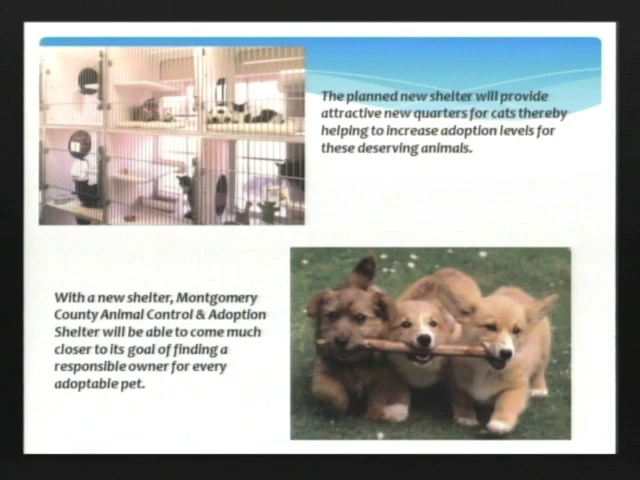 The planned new shelter will provide
attractive new quarters for cats thereby
helping to increase adoption levels for
these deserving animals.
With a new shelter, Montgomery
County Animal Control & Adoption
Shelter will be able to come much
closer to its goal of finding a
responsible owner for every
adoptable pet.